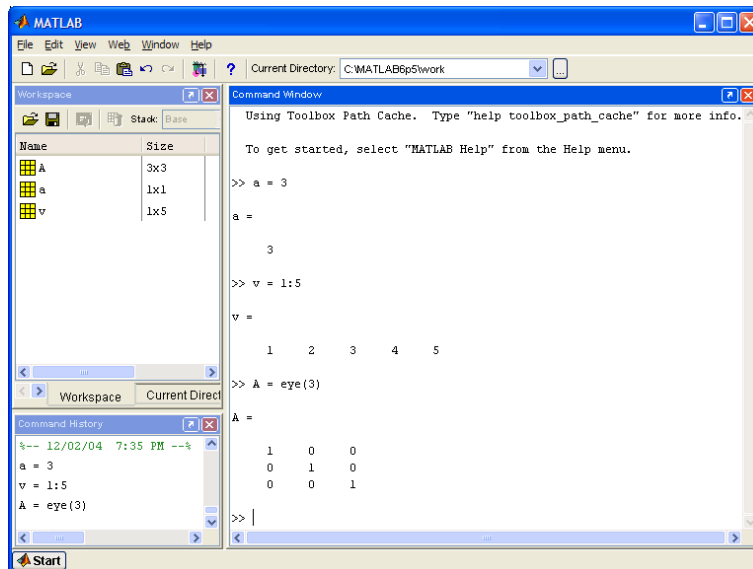 MATLAB
File Edit View Web Window Help
? Current Directory: C:\MATLAB6p5\work ...
Workspace
Stack: Base
Name Size
A 3x3
a 1x1
v 1x5
Workspace Current Direct
Command History
%-- 12/02/04 7:35 PM --%
a = 3
v = 1:5
A = eye(3)
Command Window
Using Toolbox Path Cache. Type "help toolbox_path_cache" for more info.
To get started, select "MATLAB Help" from the Help menu.
>> a = 3
a =
3
>> v = 1:5
v =
1 2 3 4 5
>> A = eye(3)
A =
1 0 0
0 1 0
0 0 1
>>
Start